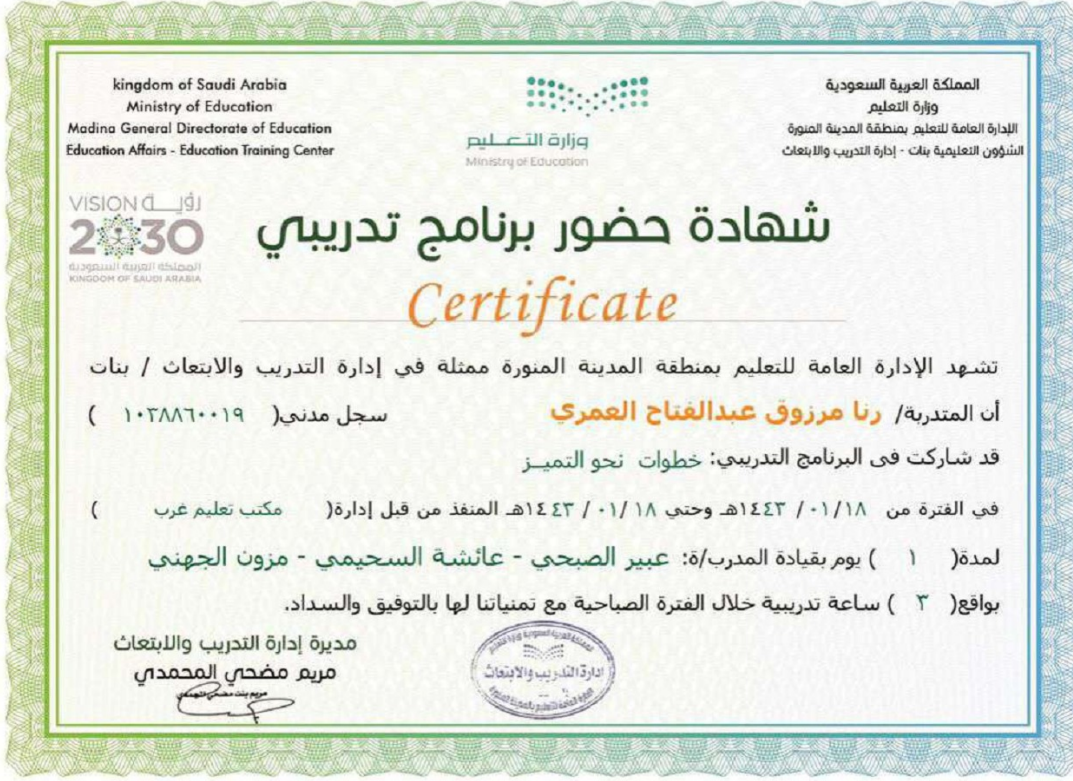 المملكة العربية السعودية
وزارة التعليم
الإدارة العامة للتعليم بمنطقة المدينة المنورة
الشؤون التعليمية بنات - إدارة التدريب والابتعاث
وزارة التعـــليم
Ministry of Education
kingdom of Saudi Arabia
Ministry of Education
Madina General Directorate of Education
Education Affairs - Education Training Center
VISION رؤيـــة
2030
المملكة العربية السعودية
KINGDOM OF SAUDI ARABIA
شهادة حضور برنامج تدريبي
Certificate
تشهد الإدارة العامة للتعليم بمنطقة المدينة المنورة ممثلة في إدارة التدريب والابتعاث / بنات
أن المتدربة/ رنا مرزوق عبدالفتاح العمري سجل مدني( ١٠٣٨٨٦٠٠١٩ )
قد شاركت فى البرنامج التدريبي: خطوات نحو التميــز
في الفترة من ١٨/٠١/ ١٤٤٣هـ وحتي ١٨ /٠١ / ١٤٤٣هـ المنفذ من قبل إدارة( مكتب تعليم غرب )
لمدة( ١ ) يوم بقيادة المدرب/ة: عبير الصبحي - عائشة السحيمي - مزون الجهني
بواقع( ٣ ) ساعة تدريبية خلال الفترة الصباحية مع تمنياتنا لها بالتوفيق والسداد.
مديرة إدارة التدريب والابتعاث
مريم مضحي المحمدي
إدارة التدريب والابتعاث